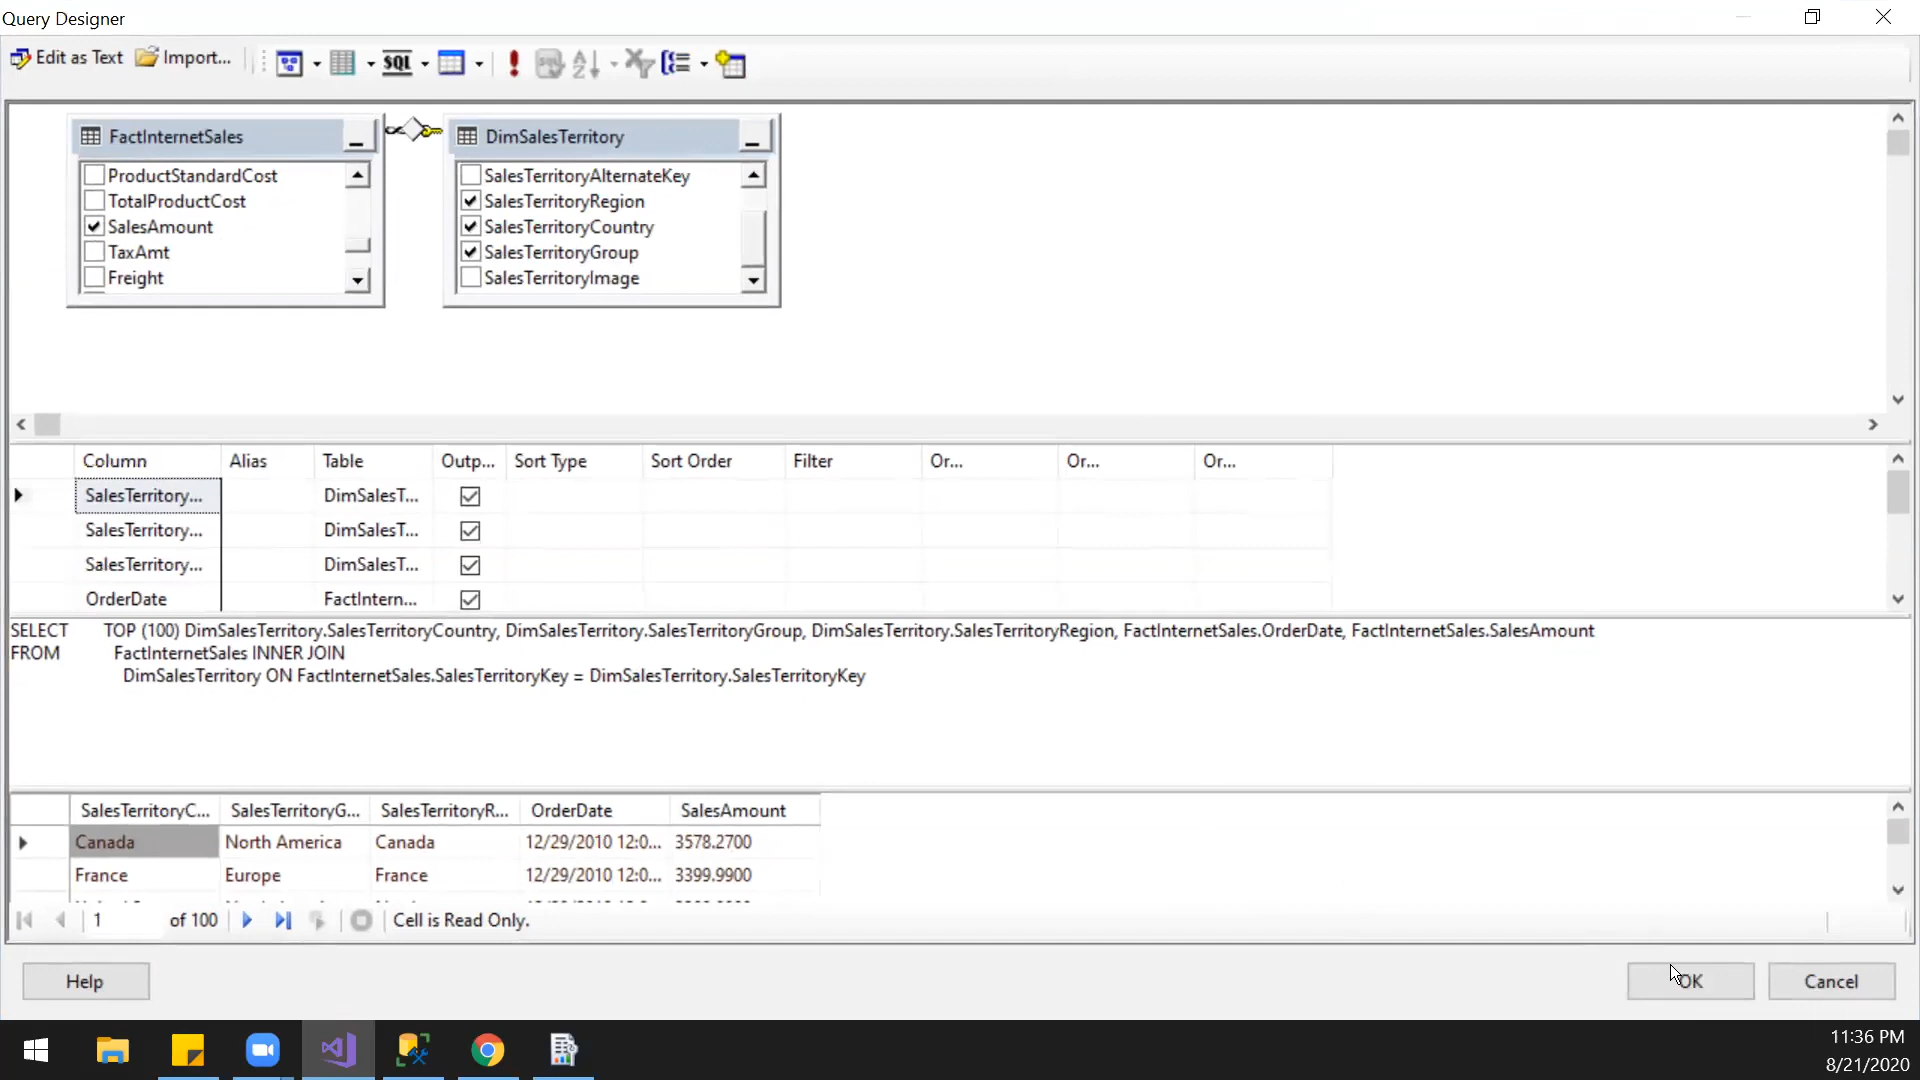 Query Designer
Edit as Text Import...
SQL
FactInternetSales
ProductStandardCost
TotalProductCost
SalesAmount
TaxAmt
Freight
DimSalesTerritory
SalesTerritoryAlternateKey
SalesTerritoryRegion
SalesTerritoryCountry
SalesTerritoryGroup
SalesTerritoryImage
Column Alias Table Outp... Sort Type Sort Order Filter Or... Or... Or...
SalesTerritory... DimSalesT...
SalesTerritory... DimSalesT...
SalesTerritory... DimSalesT...
OrderDate FactIntern...
SELECT TOP (100) DimSalesTerritory.SalesTerritoryCountry, DimSalesTerritory.SalesTerritoryGroup, DimSalesTerritory.SalesTerritoryRegion, FactInternetSales.OrderDate, FactInternetSales.SalesAmount
FROM FactInternetSales INNER JOIN
DimSalesTerritory ON FactInternetSales.SalesTerritoryKey = DimSalesTerritory.SalesTerritoryKey
SalesTerritoryC... SalesTerritoryG... SalesTerritoryR... OrderDate SalesAmount
Canada North America Canada 12/29/2010 12:0... 3578.2700
France Europe France 12/29/2010 12:0... 3399.9900
1 of 100 Cell is Read Only.
Help OK Cancel
11:36 PM
8/21/2020